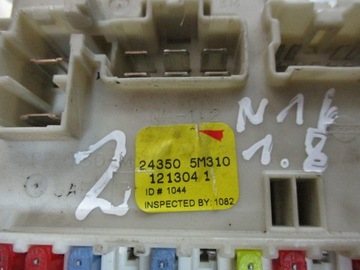 N16
1.8
2
24350 5M310
121304 1
ID # 1044
INSPECTED BY: 1082